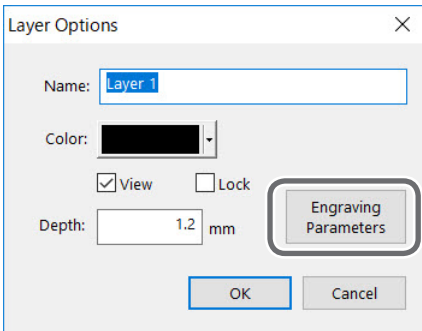 Layer Options
Name: Layer 1
Color:
View Lock
Depth: 1.2 mm
Engraving
Parameters
OK Cancel